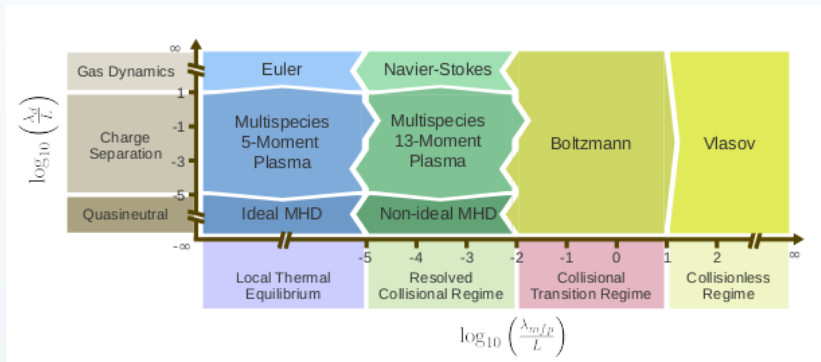 ∞
Gas Dynamics
Euler
Navier-Stokes
1
log₁₀ (λ_d/L)
Charge
Separation
-1
-3
Multispecies
5-Moment
Plasma
Multispecies
13-Moment
Plasma
Boltzmann
Vlasov
-5
Quasineutral
Ideal MHD
Non-ideal MHD
-∞
-5
-4
-3
-2
-1
0
1
2
∞
Local Thermal
Equilibrium
Resolved
Collisional Regime
Collisional
Transition Regime
Collisionless
Regime
log₁₀ (λ_mfp/L)